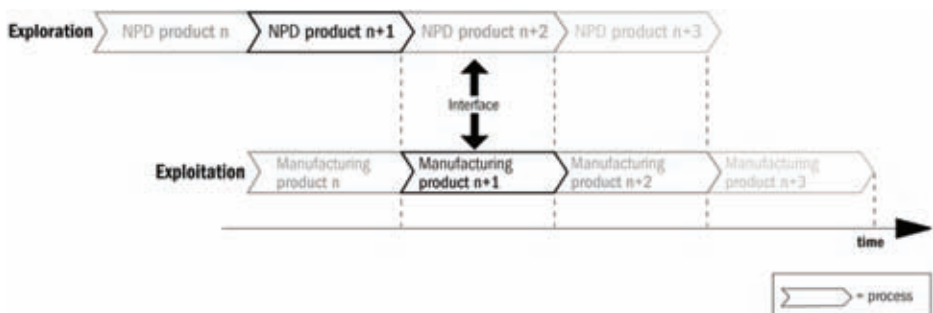 Exploration NPD product n NPD product n+1 NPD product n+2 NPD product n+3
Interface
Exploitation
Manufacturing
product n
Manufacturing
product n+1
Manufacturing
product n+2
Manufacturing
product n+3
time
= process